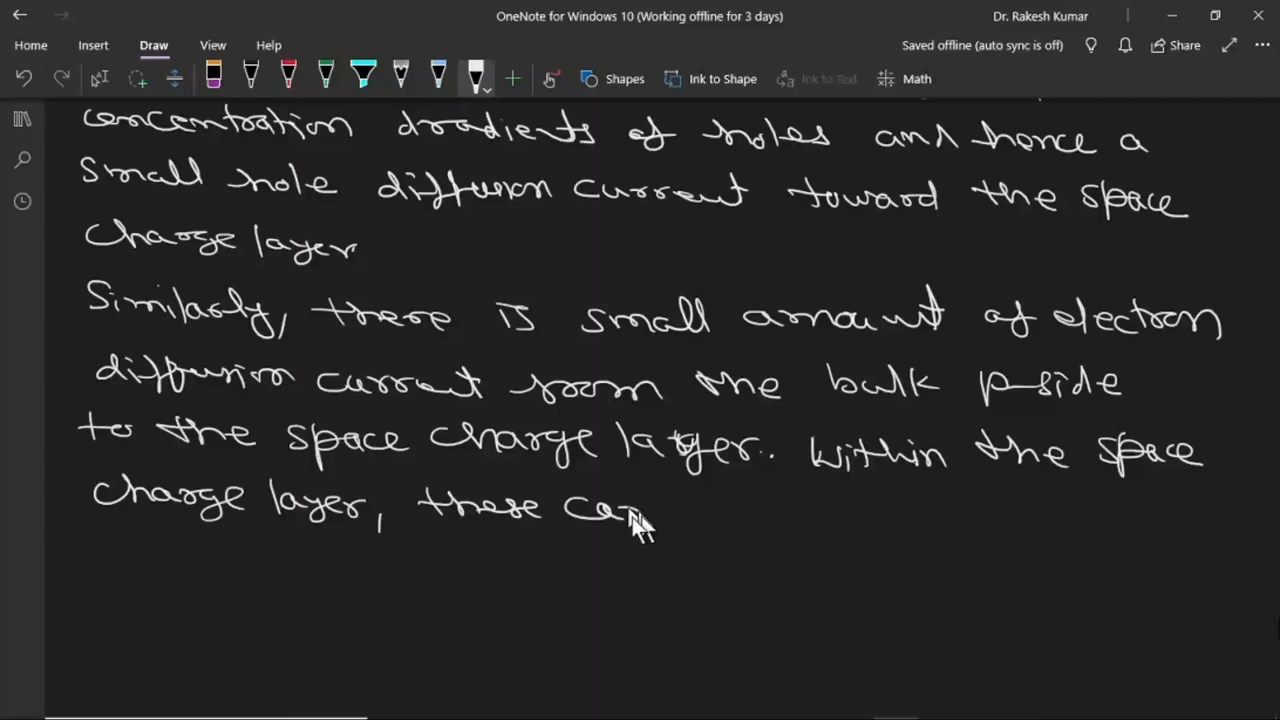 OneNote for Windows 10 (Working offline for 3 days)
Dr. Rakesh Kumar
Home Insert Draw View Help
Saved offline (auto sync is off)
Share
Shapes
Ink to Shape
Ink to Text
Math
concentration dradients of holes and hence a
small hole diffusion current toward the space
charge layer
Similarly, there is small amount of electron
diffusion current from the bulk p-side
to the space charge layer. Within the space
charge layer, these car